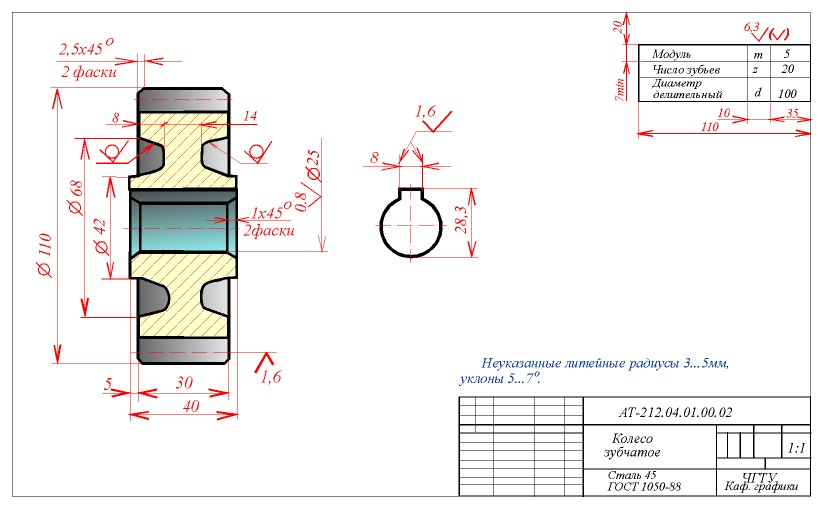 2,5x45°
2 фаски
8
14
Ø 68
Ø 42
Ø 110
0.8
Ø25
1x45°
2фаски
1,6
5
30
40
1,6
8
28,3
6,3
20
7min
Модуль m 5
Число зубьев z 20
Диаметр
делительный d 100
10
35
110
Неуказанные литейные радиусы 3...5мм,
уклоны 5...7°.
АТ-212.04.01.00.02
Колесо
зубчатое
1:1
Сталь 45
ГОСТ 1050-88
ЧГТУ
Каф. графики